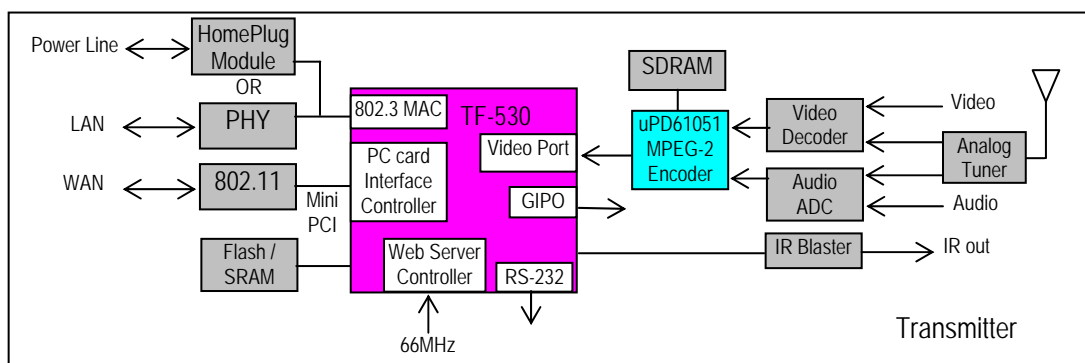 Power Line
HomePlug
Module
OR
LAN
PHY
WAN
802.11
Mini
PCI
Flash /
SRAM
802.3 MAC
TF-530
PC card
Interface
Controller
Video Port
GIPO
Web Server
Controller
RS-232
66MHz
SDRAM
uPD61051
MPEG-2
Encoder
Video
Decoder
Audio
ADC
Analog
Tuner
Video
Audio
IR Blaster
IR out
Transmitter